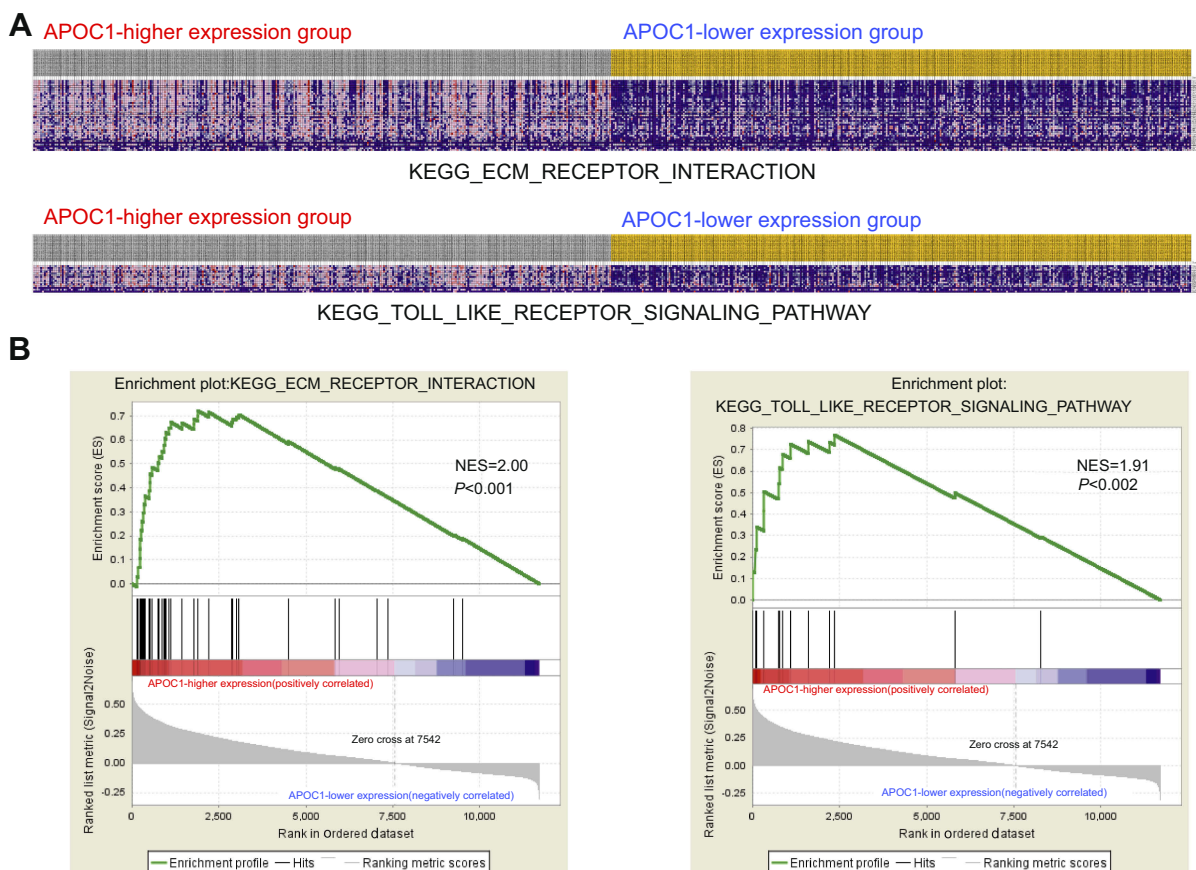 A
APOC1-higher expression group
APOC1-lower expression group
KEGG_ECM_RECEPTOR_INTERACTION
APOC1-higher expression group
APOC1-lower expression group
KEGG_TOLL_LIKE_RECEPTOR_SIGNALING_PATHWAY
B
Enrichment plot:KEGG_ECM_RECEPTOR_INTERACTION
Enrichment score (ES)
0.7
0.6
0.5
0.4
0.3
0.2
0.1
0.0
NES=2.00
P<0.001
APOC1-higher expression(positively correlated)
Ranked list metric (Signal2Noise)
0.50
0.25
0.00
-0.25
Zero cross at 7542
APOC1-lower expression(negatively correlated)
0
2,500
5,000
7,500
10,000
Rank in ordered dataset
Enrichment profile
Hits
Ranking metric scores
Enrichment plot:
KEGG_TOLL_LIKE_RECEPTOR_SIGNALING_PATHWAY
Enrichment score (ES)
0.8
0.7
0.6
0.5
0.4
0.3
0.2
0.1
0.0
NES=1.91
P<0.002
APOC1-higher expression(positively correlated)
Ranked list metric (Signal2Noise)
0.50
0.25
0.00
-0.25
Zero cross at 7542
APOC1-lower expression(negatively correlated)
0
2,500
5,000
7,500
10,000
Rank in ordered dataset
Enrichment profile
Hits
Ranking metric scores